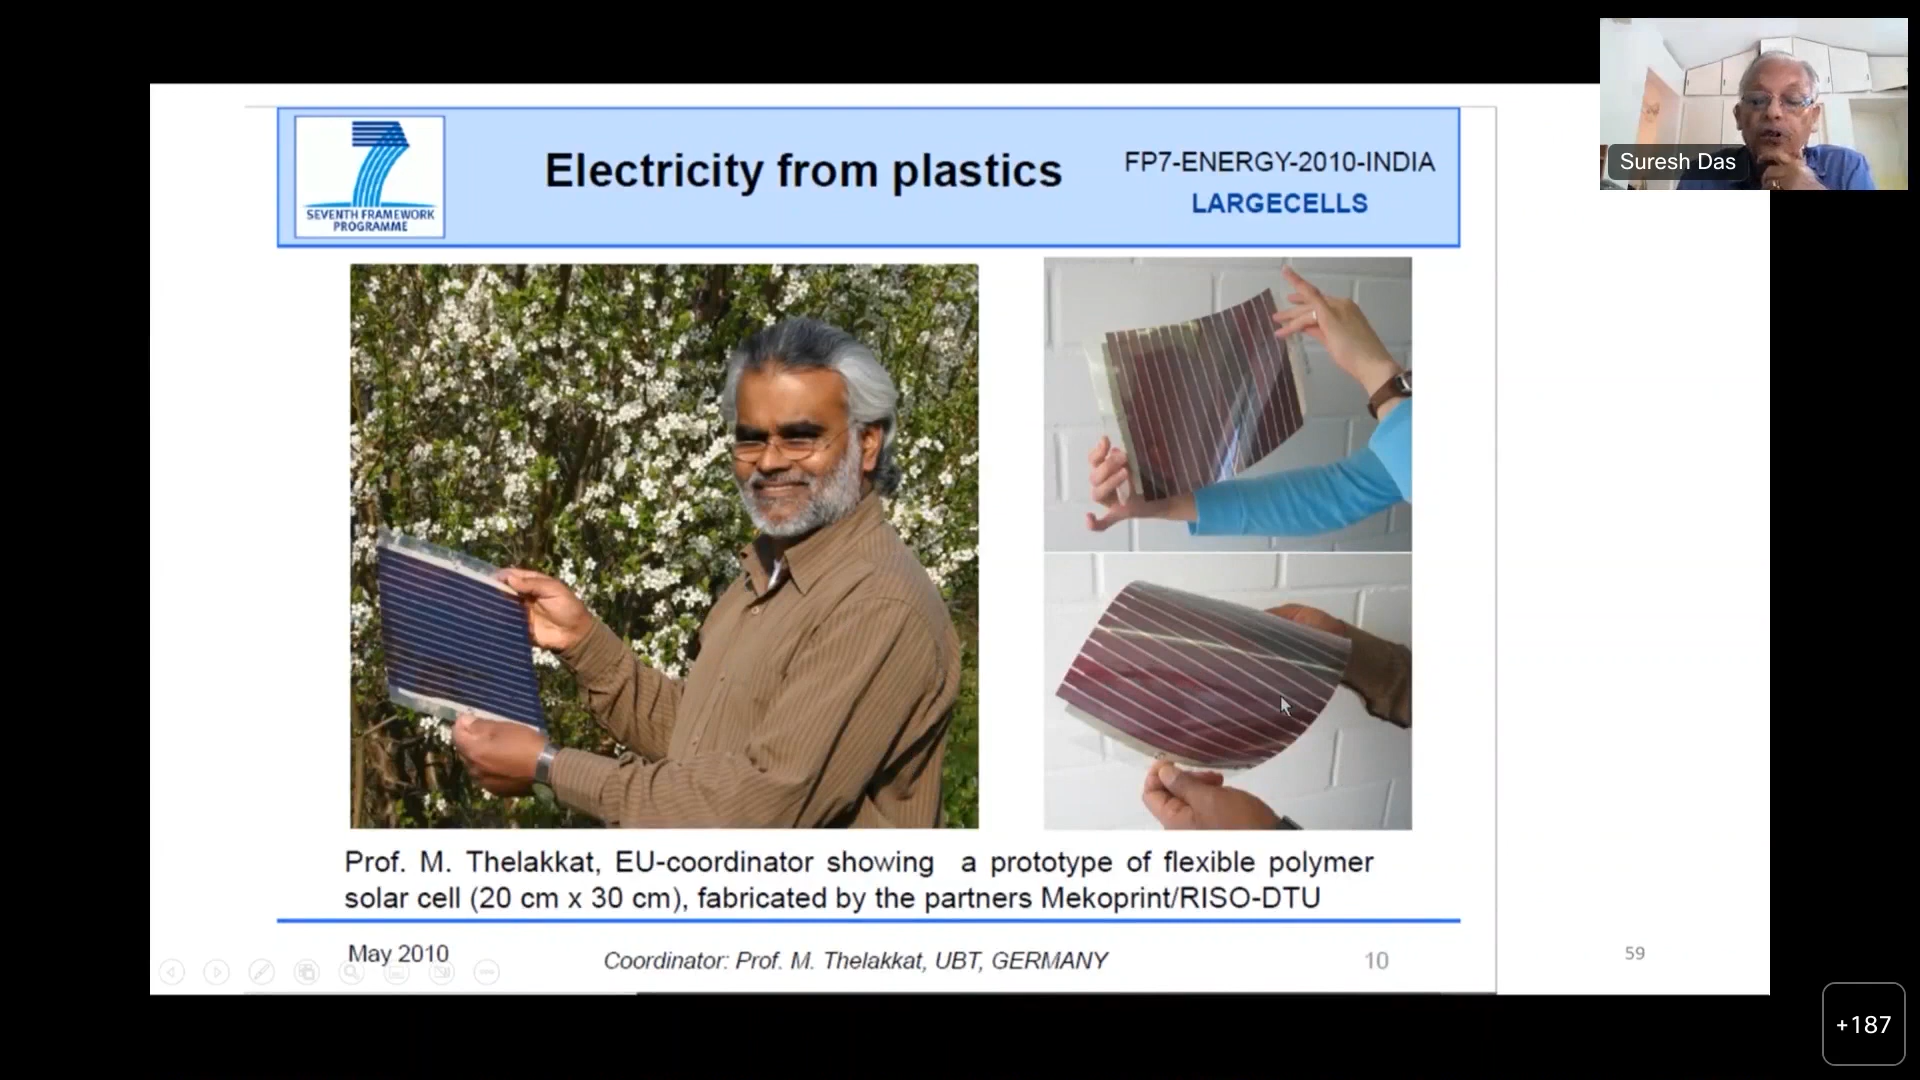 SEVENTH FRAMEWORK
PROGRAMME
Electricity from plastics
FP7-ENERGY-2010-INDIA
LARGECELLS
Suresh Das
Prof. M. Thelakkat, EU-coordinator showing a prototype of flexible polymer
solar cell (20 cm x 30 cm), fabricated by the partners Mekoprint/RISO-DTU
May 2010
Coordinator: Prof. M. Thelakkat, UBT, GERMANY
10
59
+187